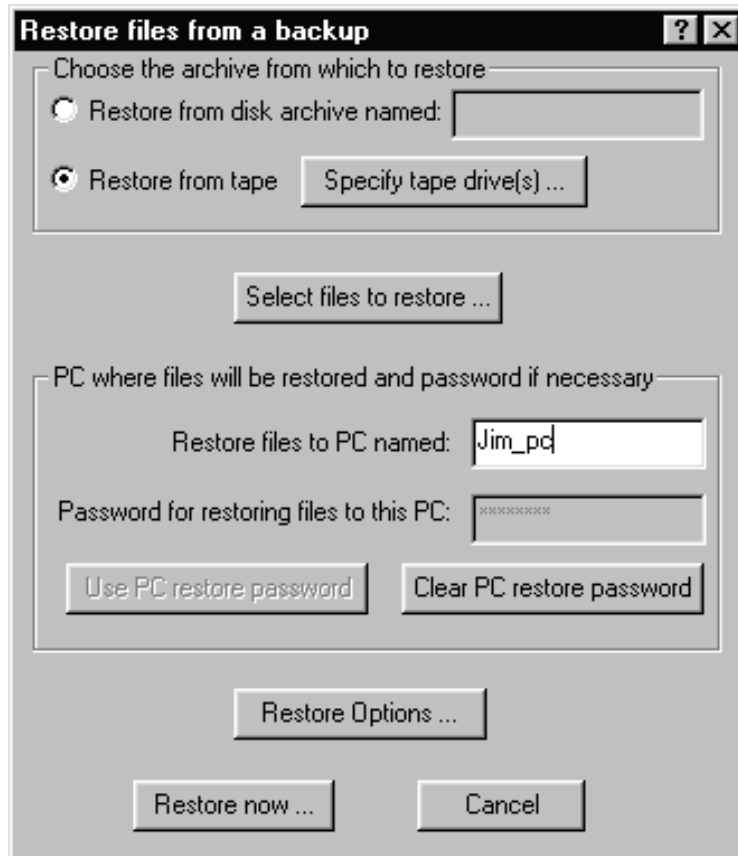 Restore files from a backup ? X
Choose the archive from which to restore
Restore from disk archive named:
Restore from tape Specify tape drive(s) ...
Select files to restore ...
PC where files will be restored and password if necessary
Restore files to PC named: Jim_pc
Password for restoring files to this PC: ********
Use PC restore password Clear PC restore password
Restore Options ...
Restore now ... Cancel